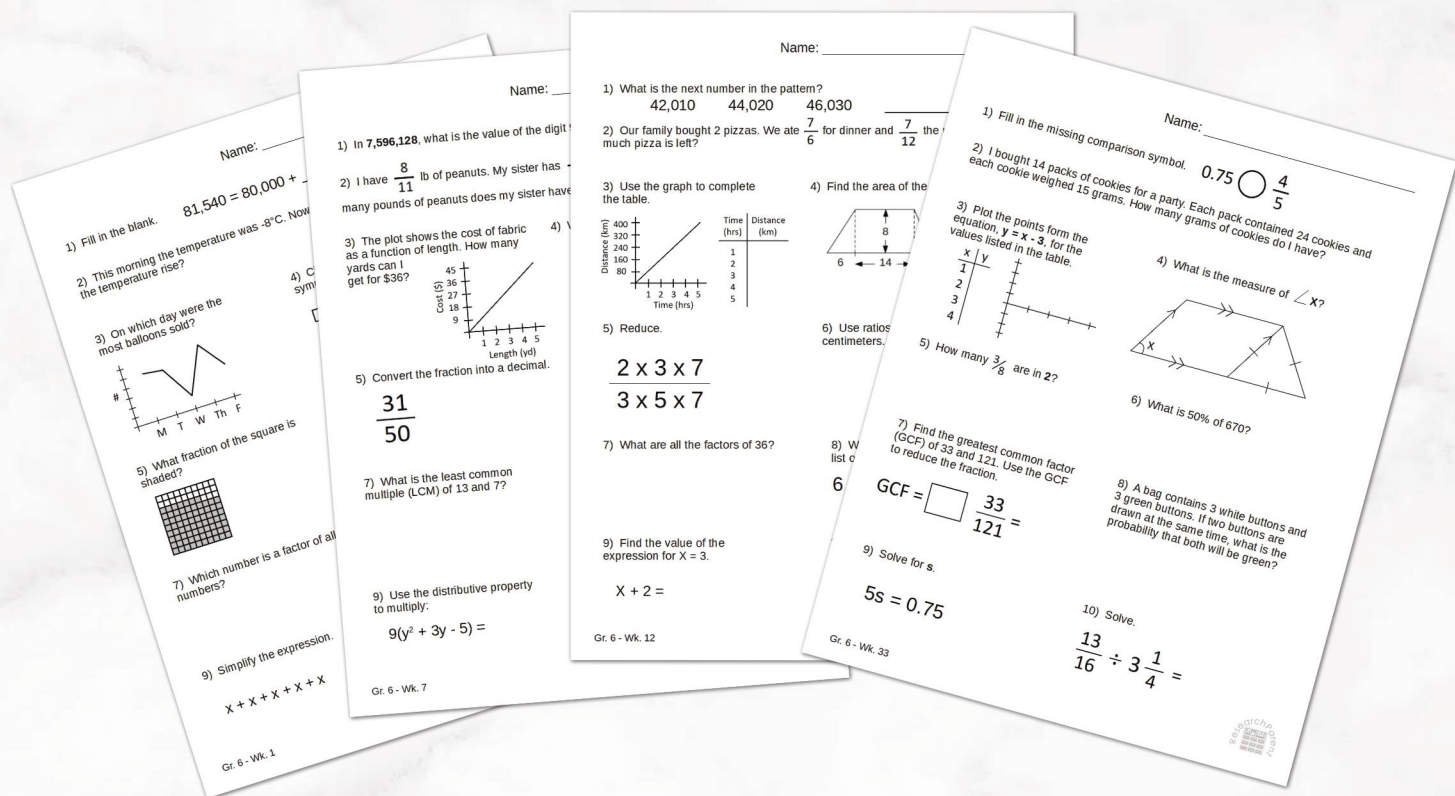 Name:
1) Fill in the blank. 81,540 = 80,000 +
2) This morning the temperature was -8°C. Now
the temperature rise?
3) On which day were the
most balloons sold?
4)
#
M T W Th F
5) What fraction of the square is
shaded?
7) Which number is a factor of all
numbers?
9) Simplify the expression.
x + x + x + x + x
Gr. 6 - Wk. 1
Name:
1) In 7,596,128, what is the value of the digit
2) I have 8/11 lb of peanuts. My sister has
many pounds of peanuts does my sister have
3) The plot shows the cost of fabric
as a function of length. How many
yards can I
get for $36?
4)
Cost ($)
45
36
27
18
9
1 2 3 4 5
Length (yd)
5) Convert the fraction into a decimal.
31
50
7) What is the least common
multiple (LCM) of 13 and 7?
9) Use the distributive property
to multiply:
9(y² + 3y - 5) =
Gr. 6 - Wk. 7
Name:
1) What is the next number in the pattern?
42,010 44,020 46,030
2) Our family bought 2 pizzas. We ate 7/6 for dinner and 7/12 the
much pizza is left?
3) Use the graph to complete
the table.
Distance (km)
400
320
240
160
80
1 2 3 4 5
Time (hrs)
Time Distance
(hrs) (km)
1
2
3
4
5
4) Find the area of the
8
6 14
5) Reduce.
2 x 3 x 7
3 x 5 x 7
6) Use ratios
centimeters.
7) What are all the factors of 36?
8)
list
6
9) Find the value of the
expression for X = 3.
X + 2 =
Gr. 6 - Wk. 12
Name:
1) Fill in the missing comparison symbol. 0.75 4/5
2) I bought 14 packs of cookies for a party. Each pack contained 24 cookies and
each cookie weighed 15 grams. How many grams of cookies do I have?
3) Plot the points form the
equation, y = x - 3, for the
values listed in the table.
x y
1
2
3
4
4) What is the measure of ∠x?
x
5) How many 3/8 are in 2?
6) What is 50% of 670?
7) Find the greatest common factor
(GCF) of 33 and 121. Use the GCF
to reduce the fraction.
GCF = 33/121 =
8) A bag contains 3 white buttons and
3 green buttons. If two buttons are
drawn at the same time, what is the
probability that both will be green?
9) Solve for s.
5s = 0.75
10) Solve.
13/16 ÷ 3 1/4 =
Gr. 6 - Wk. 33
ResearchParent